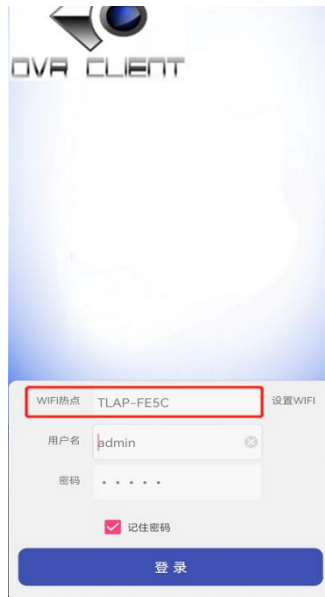 DVR CLIENT
WIFI热点 TLAP-FE5C 设置WIFI
用户名 admin
密码 • • • • •
记住密码
登录